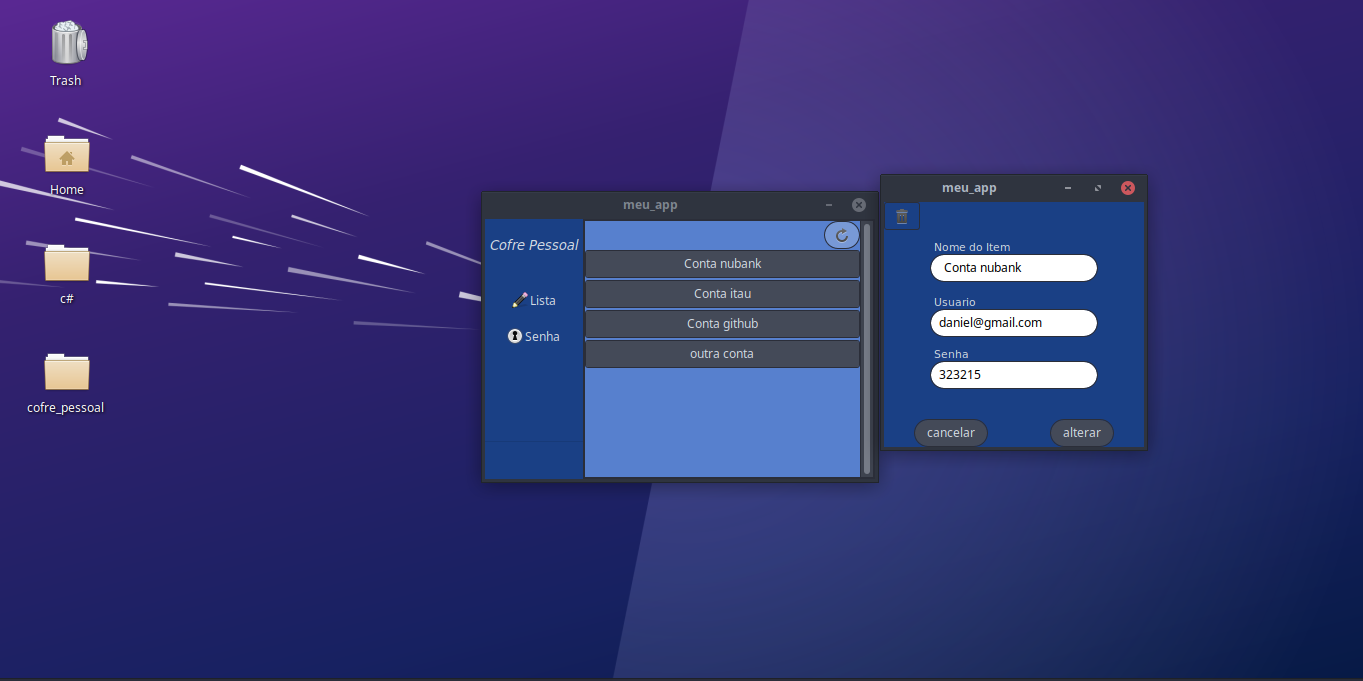 Trash
Home
c#
cofre_pessoal
meu_app
Cofre Pessoal
Lista
Senha
Conta nubank
Conta itau
Conta github
outra conta
meu_app
Nome do Item
Conta nubank
Usuario
daniel@gmail.com
Senha
323215
cancelar
alterar